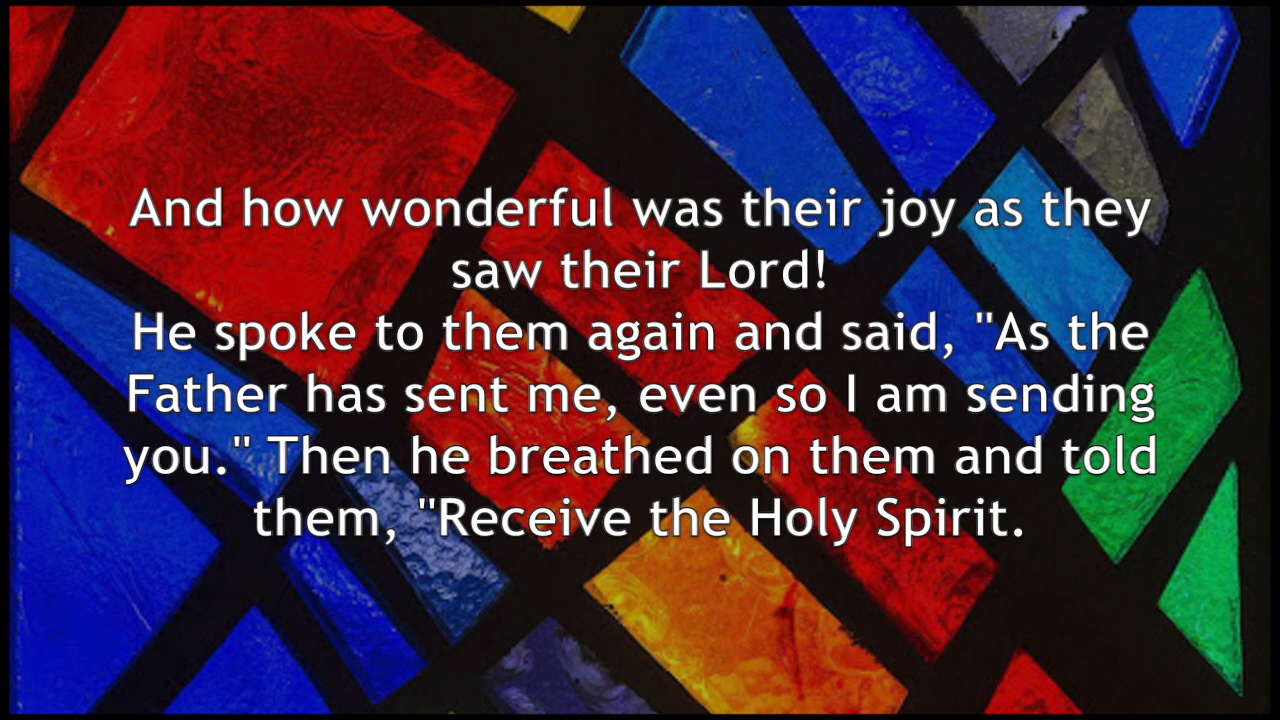 And how wonderful was their joy as they
saw their Lord!
He spoke to them again and said, "As the
Father has sent me, even so I am sending
you." Then he breathed on them and told
them, "Receive the Holy Spirit.